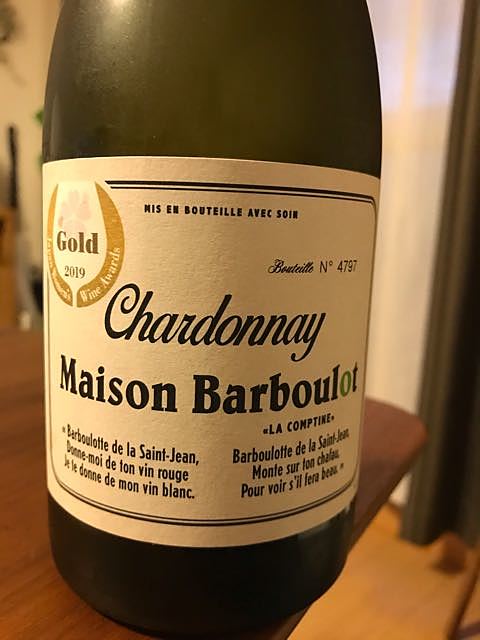 MIS EN BOUTEILLE AVEC SOIN
Gold
2019
Wine Awards
Bouteille N° 4797
Chardonnay
Maison Barboulot
«LA COMPTINE»
« Barboulotte de la Saint-Jean,
Donne-moi de ton vin rouge
Je te donne de mon vin blanc.
Barboulotte de la Saint-Jean,
Monte sur ton chafau,
Pour voir s'il fera beau. »